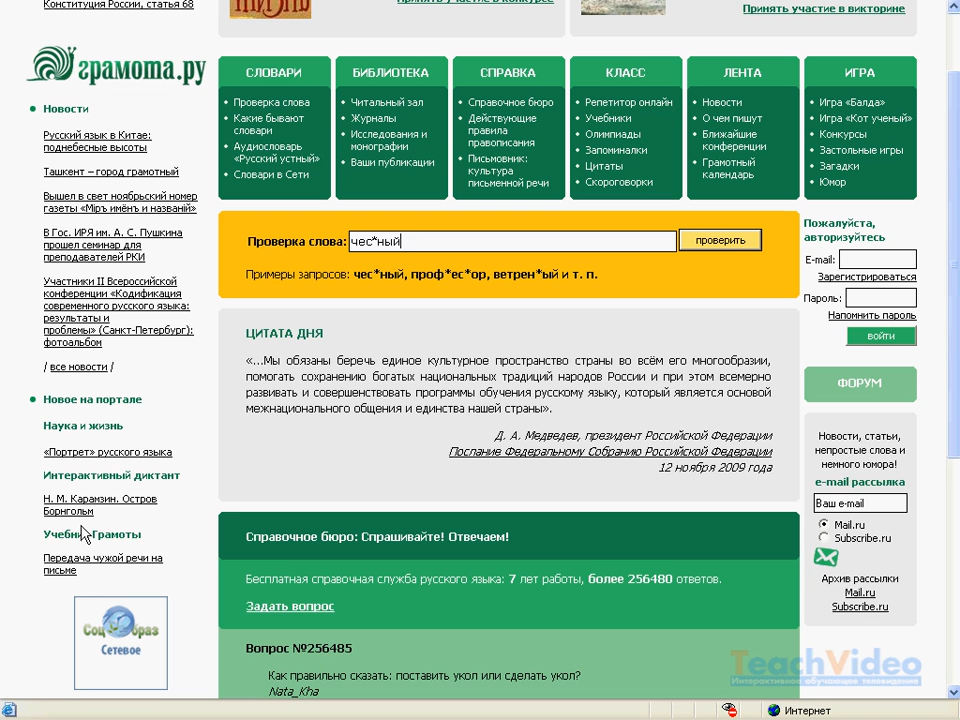 Конституция России, статья 68
Принять участие в конкурсе
Принять участие в викторине
грамота.ру
Новости
Русский язык в Китае:
поднебесные высоты
Ташкент – город грамотный
Вышел в свет ноябрьский номер
газеты «Мiръ имёнъ и названiй»
В Гос. ИРЯ им. А. С. Пушкина
прошел семинар для
преподавателей РКИ
Участники II Всероссийской
конференции «Кодификация
современного русского языка:
результаты и
проблемы» (Санкт-Петербург):
фотоальбом
/ все новости /
Новое на портале
Наука и жизнь
«Портрет» русского языка
Интерактивный диктант
Н. М. Карамзин. Остров
Борнгольм
Учебник Грамоты
Передача чужой речи на
письме
СоцОбраз
Сетевое
СЛОВАРИ
Проверка слова
Какие бывают
словари
Аудиословарь
«Русский устный»
Словари в Сети
БИБЛИОТЕКА
Читальный зал
Журналы
Исследования и
монографии
Ваши публикации
СПРАВКА
Справочное бюро
Действующие
правила
правописания
Письмовник:
культура
письменной речи
КЛАСС
Репетитор онлайн
Учебники
Олимпиады
Запоминалки
Цитаты
Скороговорки
ЛЕНТА
Новости
О чем пишут
Ближайшие
конференции
Грамотный
календарь
ИГРА
Игра «Балда»
Игра «Кот ученый»
Конкурсы
Застольные игры
Загадки
Юмор
Проверка слова: чес*ный проверить
Примеры запросов: чес*ный, проф*ес*ор, ветрен*ый и т. п.
ЦИТАТА ДНЯ
«...Мы обязаны беречь единое культурное пространство страны во всём его многообразии,
помогать сохранению богатых национальных традиций народов России и при этом всемерно
развивать и совершенствовать программы обучения русскому языку, который является основой
межнационального общения и единства нашей страны».
Д. А. Медведев, президент Российской Федерации
Послание Федеральному Собранию Российской Федерации
12 ноября 2009 года
Справочное бюро: Спрашивайте! Отвечаем!
Бесплатная справочная служба русского языка: 7 лет работы, более 256480 ответов.
Задать вопрос
Вопрос №256485
Как правильно сказать: поставить укол или сделать укол?
Nata_Kha
Пожалуйста,
авторизуйтесь
E-mail:
Зарегистрироваться
Пароль:
Напомнить пароль
войти
ФОРУМ
Новости, статьи,
непростые слова и
немного юмора!
e-mail рассылка
Ваш e-mail
Mail.ru
Subscribe.ru
Архив рассылки
Mail.ru
Subscribe.ru
TeachVideo
Интерактивное обучающее телевидение
Интернет